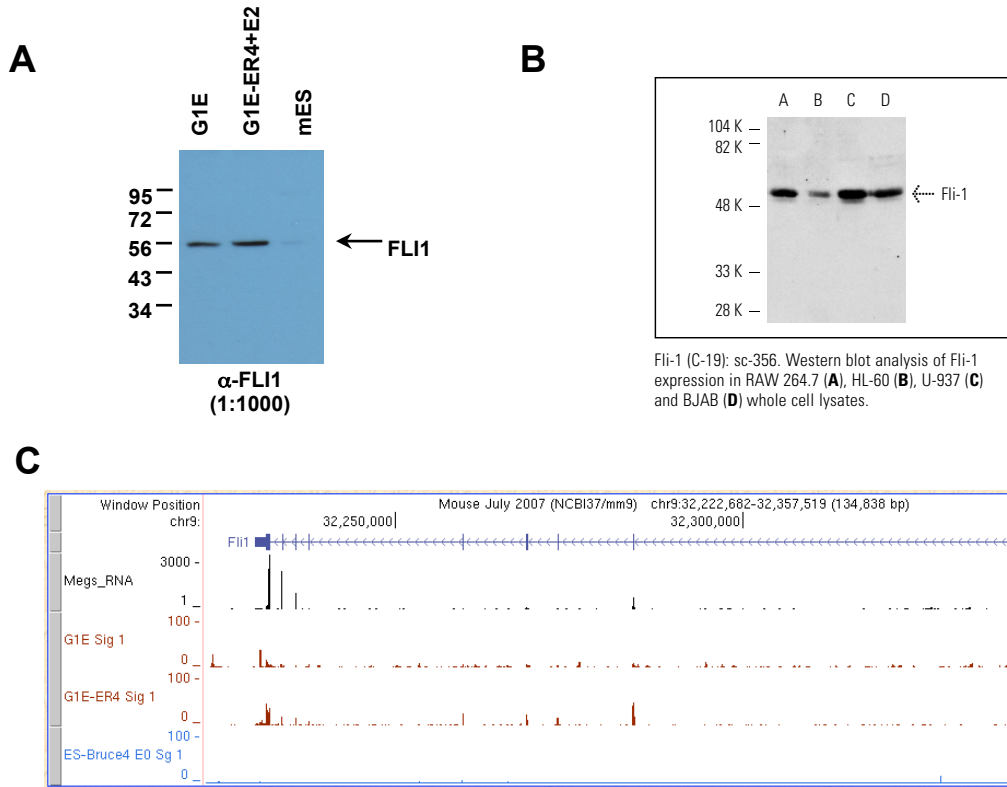 A
G1E
G1E-ER4+E2
mES
95
72
56
43
34
FLI1
α-FLI1
(1:1000)
B
A B C D
104 K
82 K
48 K
33 K
28 K
Fli-1
Fli-1 (C-19): sc-356. Western blot analysis of Fli-1
expression in RAW 264.7 (A), HL-60 (B), U-937 (C)
and BJAB (D) whole cell lysates.
C
Window Position Mouse July 2007 (NCBI37/mm9) chr9:32,222,682-32,357,519 (134,838 bp)
chr9: 32,250,000 32,300,000
Fli1
3000 -
Megs_RNA
1 -
100 -
G1E Sig 1
0 -
100 -
G1E-ER4 Sig 1
0 -
100 -
ES-Bruce4 E0 Sg 1
0 -